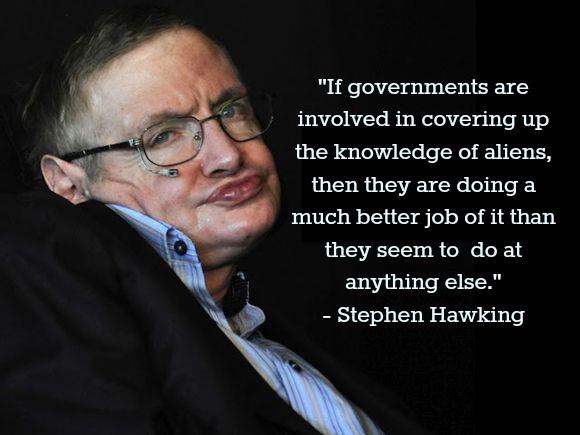 "If governments are
involved in covering up
the knowledge of aliens,
then they are doing a
much better job of it than
they seem to do at
anything else."
- Stephen Hawking